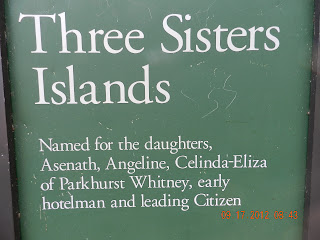 Three Sisters
Islands
Named for the daughters,
Asenath, Angeline, Celinda-Eliza
of Parkhurst Whitney, early
hotelman and leading Citizen